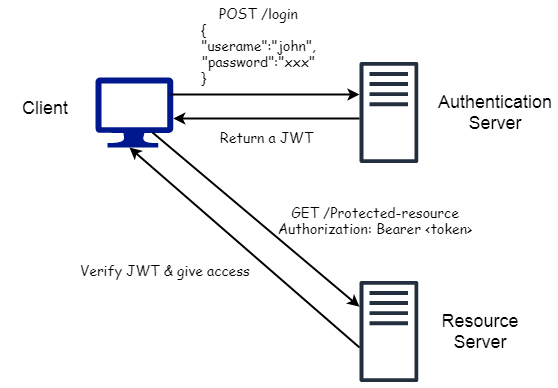 POST /login
{
"userame":"john",
"password":"xxx"
}
Client
Authentication
Server
Return a JWT
GET /Protected-resource
Authorization: Bearer <token>
Verify JWT & give access
Resource
Server